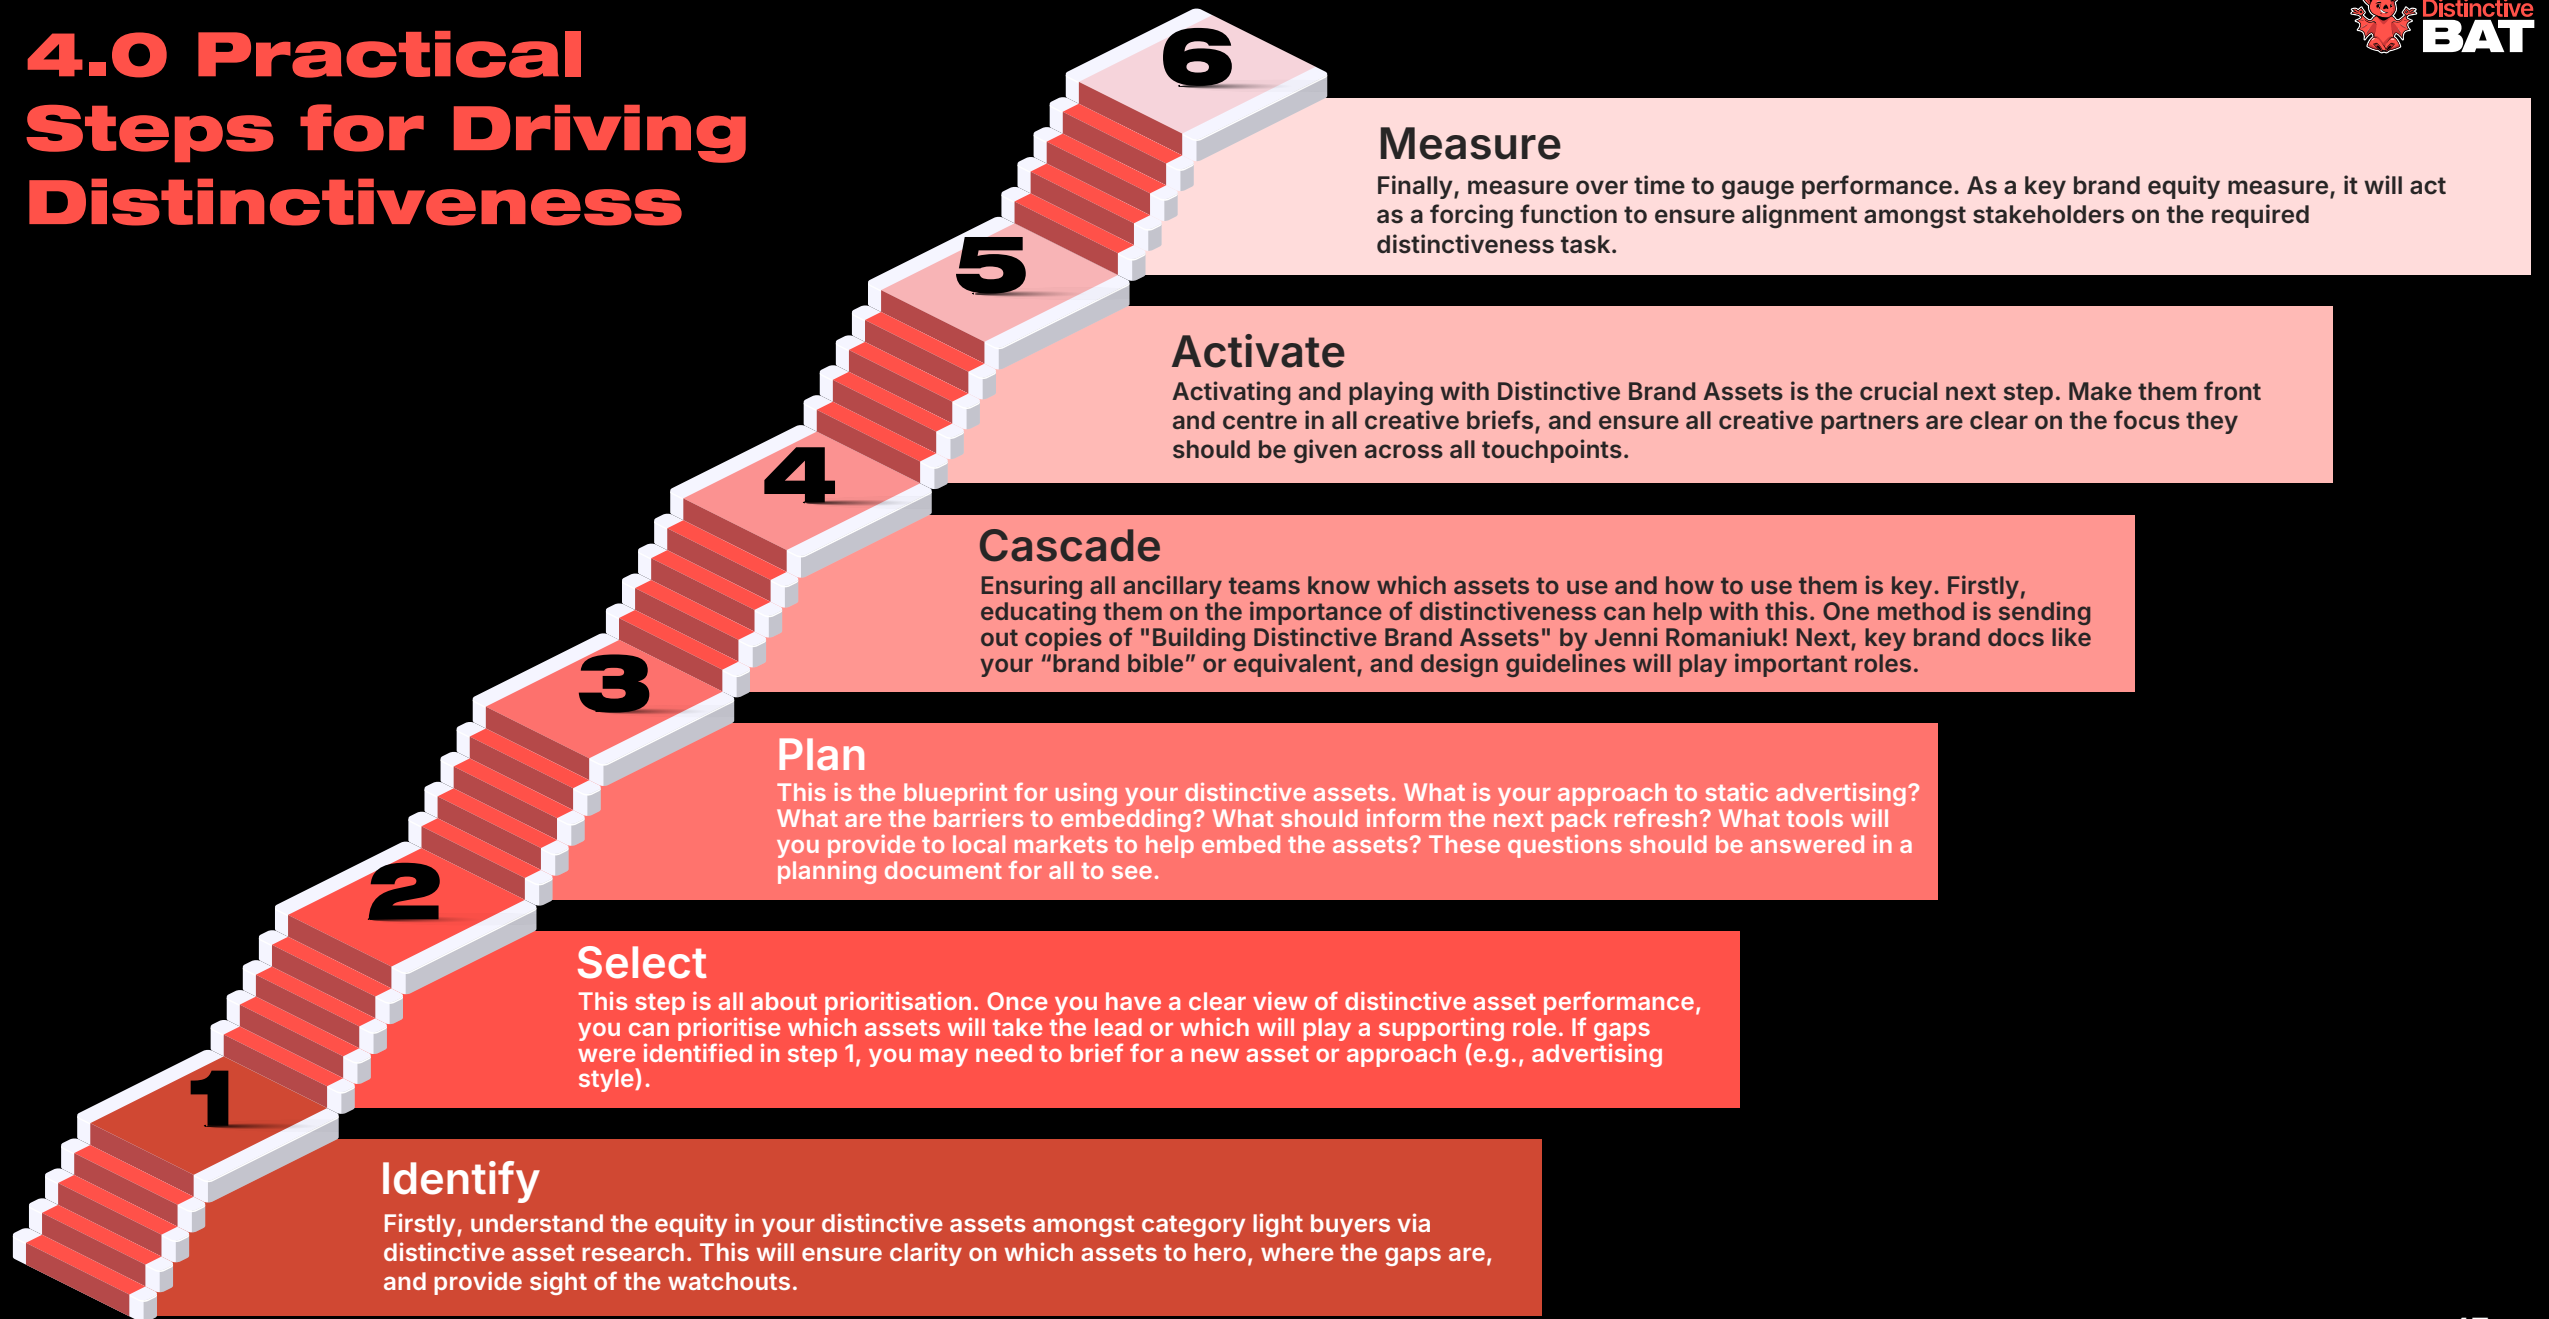 4.0 Practical
Steps for Driving
Distinctiveness
Distinctive
BAT
6
Measure
Finally, measure over time to gauge performance. As a key brand equity measure, it will act
as a forcing function to ensure alignment amongst stakeholders on the required
distinctiveness task.
5
Activate
Activating and playing with Distinctive Brand Assets is the crucial next step. Make them front
and centre in all creative briefs, and ensure all creative partners are clear on the focus they
should be given across all touchpoints.
4
Cascade
Ensuring all ancillary teams know which assets to use and how to use them is key. Firstly,
educating them on the importance of distinctiveness can help with this. One method is sending
out copies of "Building Distinctive Brand Assets" by Jenni Romaniuk! Next, key brand docs like
your “brand bible” or equivalent, and design guidelines will play important roles.
3
Plan
This is the blueprint for using your distinctive assets. What is your approach to static advertising?
What are the barriers to embedding? What should inform the next pack refresh? What tools will
you provide to local markets to help embed the assets? These questions should be answered in a
planning document for all to see.
2
Select
This step is all about prioritisation. Once you have a clear view of distinctive asset performance,
you can prioritise which assets will take the lead or which will play a supporting role. If gaps
were identified in step 1, you may need to brief for a new asset or approach (e.g., advertising
style).
1
Identify
Firstly, understand the equity in your distinctive assets amongst category light buyers via
distinctive asset research. This will ensure clarity on which assets to hero, where the gaps are,
and provide sight of the watchouts.